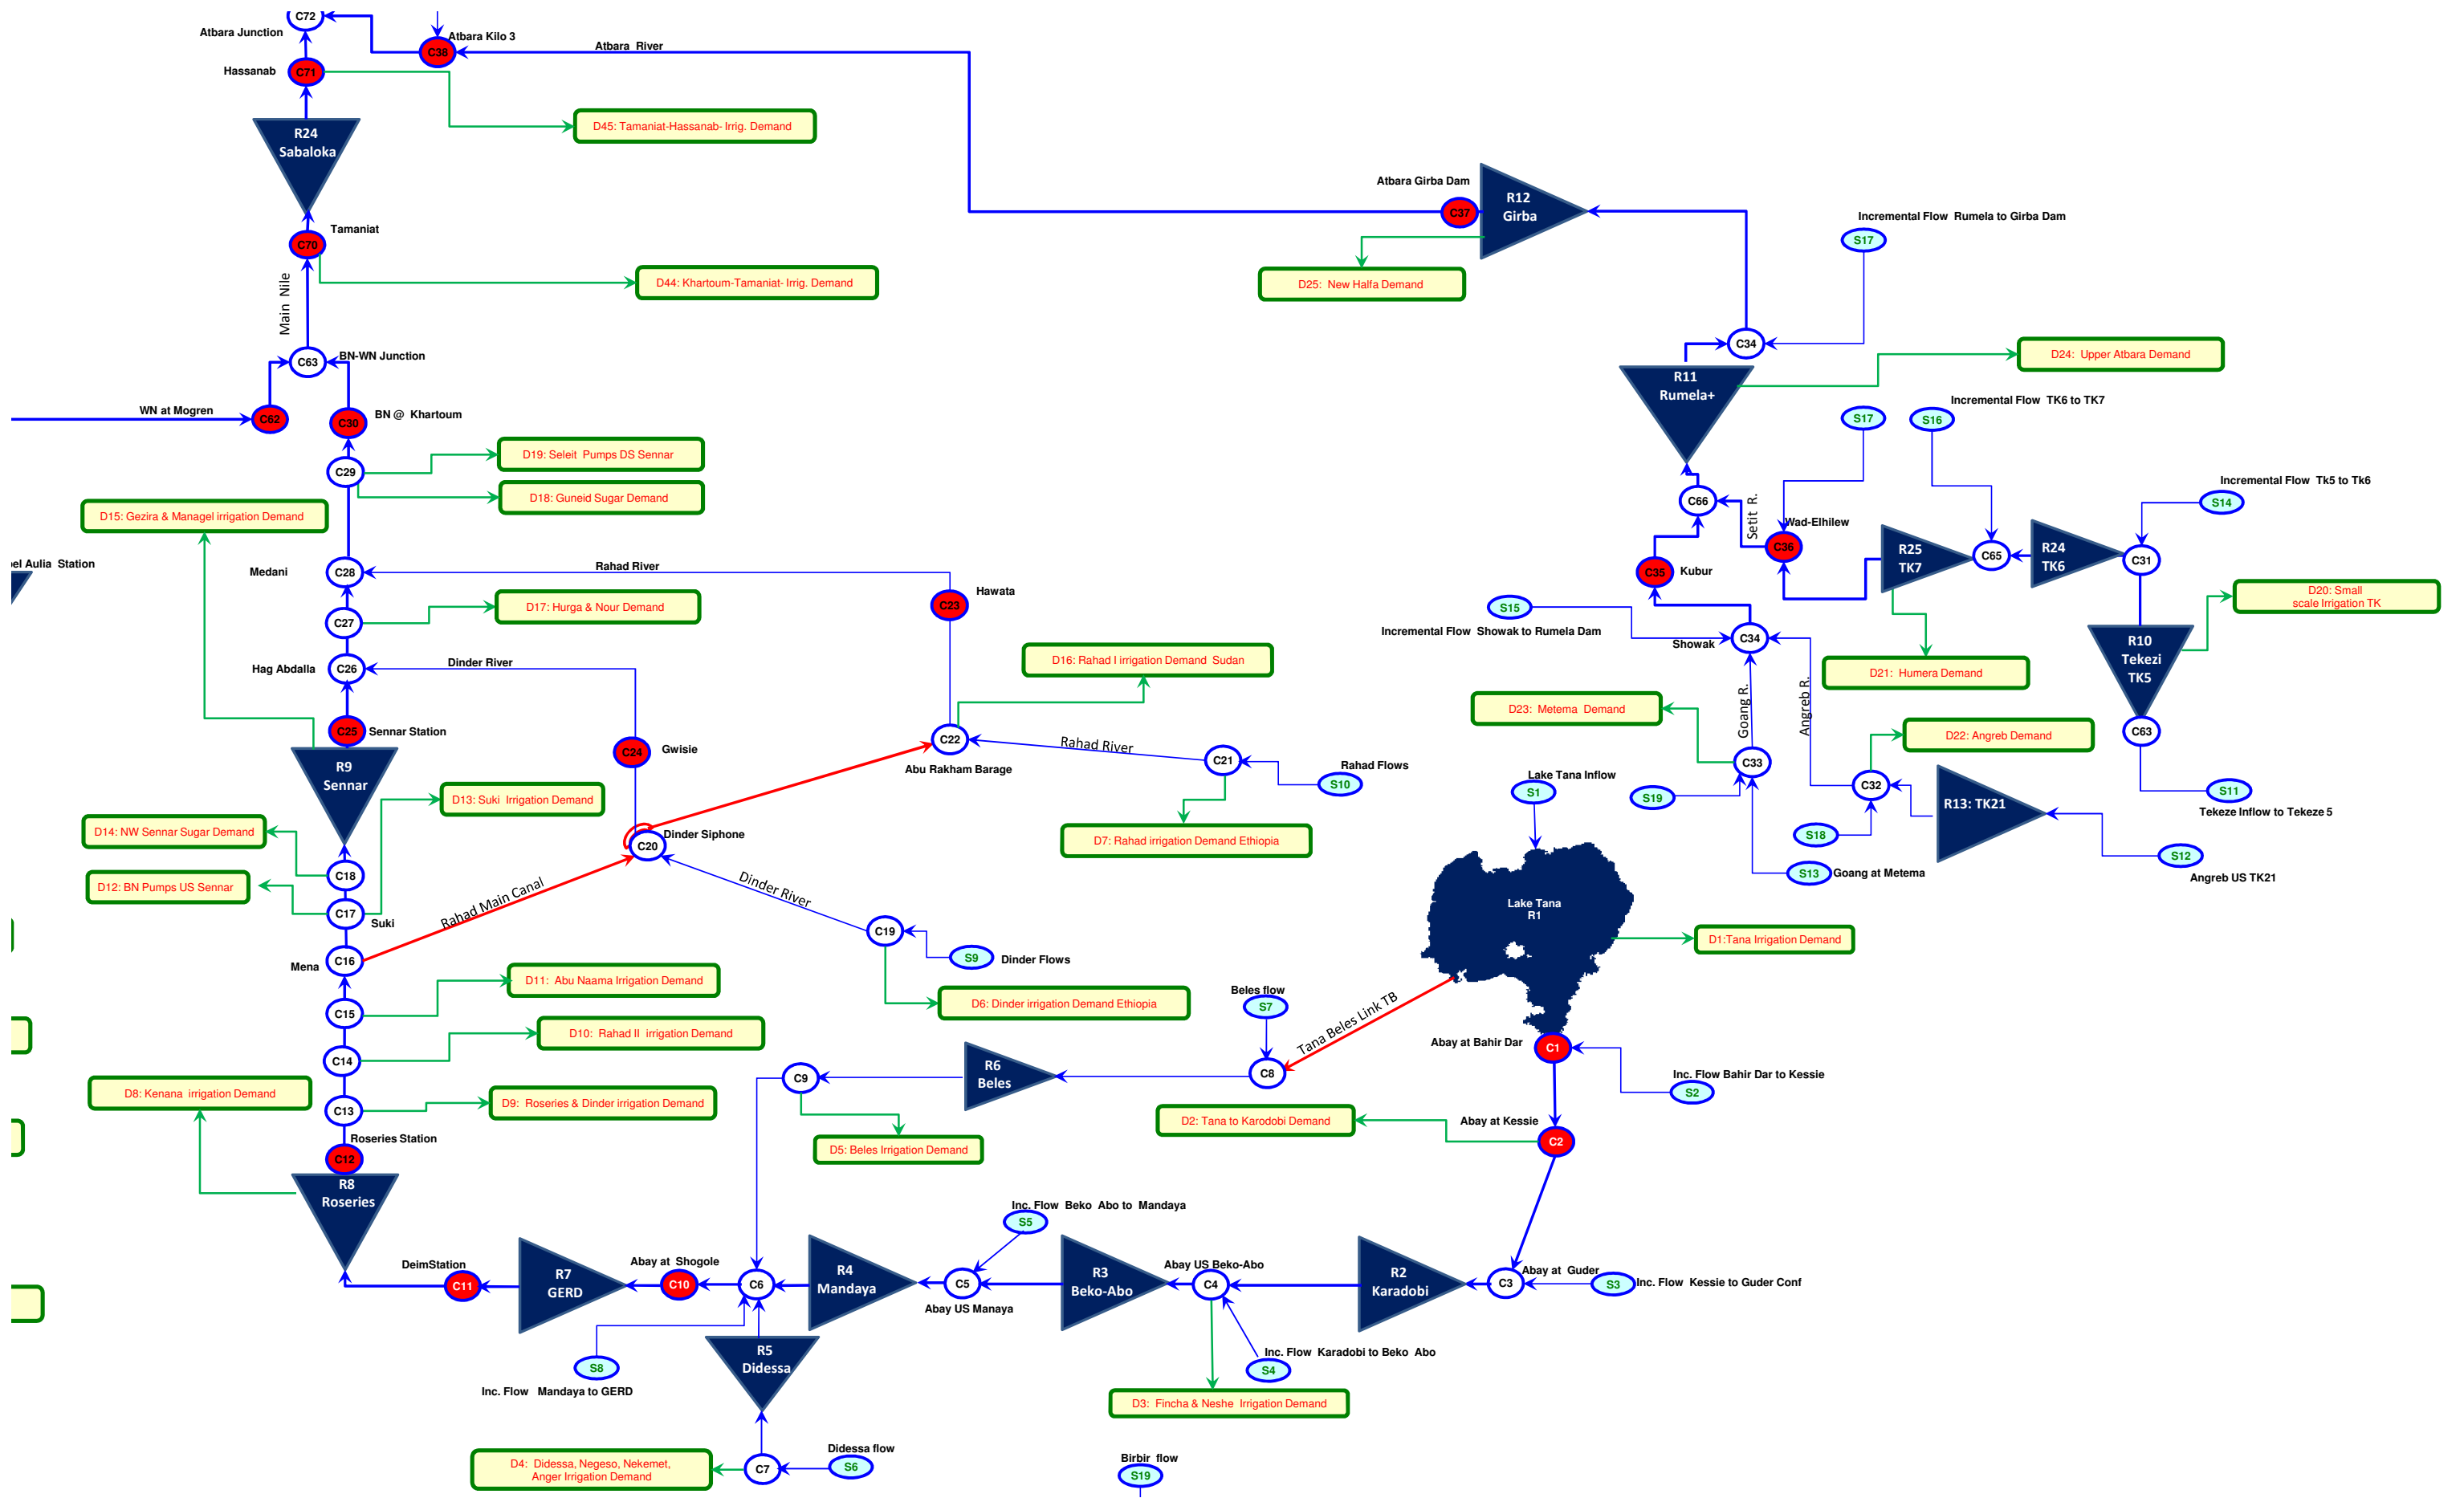 C72
Atbara Junction
Atbara Kilo 3
C38
Atbara River
Hassanab
C71
D45: Tamaniat-Hassanab- Irrig. Demand
R24
Sabaloka
Atbara Girba Dam
R12
Girba
C37
Incremental Flow Rumela to Girba Dam
S17
Tamaniat
C70
D44: Khartoum-Tamaniat- Irrig. Demand
D25: New Halfa Demand
Main Nile
C63
BN-WN Junction
C34
D24: Upper Atbara Demand
R11
Rumela+
WN at Mogren
C62
C30
BN @ Khartoum
S17
S16
Incremental Flow TK6 to TK7
D19: Seleit Pumps DS Sennar
C29
D18: Guneid Sugar Demand
D15: Gezira & Managel irrigation Demand
C66
Setit R.
Wad-Elhilew
C36
Incremental Flow Tk5 to Tk6
S14
R25
TK7
C65
R24
TK6
C31
el Aulia Station
Medani
C28
Rahad River
C35
Kubur
Hawata
C23
D17: Hurga & Nour Demand
C27
S15
Incremental Flow Showak to Rumela Dam
C34
Showak
D20: Small
scale Irrigation TK
R10
Tekezi
TK5
Hag Abdalla
C26
Dinder River
D16: Rahad I irrigation Demand Sudan
D21: Humera Demand
D23: Metema Demand
Goang R.
Angreb R.
D22: Angreb Demand
C63
C25
Sennar Station
C24
Gwisie
C22
Abu Rakham Barage
Rahad River
C21
Rahad Flows
S10
C33
S19
C32
R13: TK21
S11
Tekeze Inflow to Tekeze 5
R9
Sennar
Lake Tana Inflow
S1
D13: Suki Irrigation Demand
D14: NW Sennar Sugar Demand
Dinder Siphone
C20
D7: Rahad irrigation Demand Ethiopia
S18
S12
Angreb US TK21
S13
Goang at Metema
C18
D12: BN Pumps US Sennar
C17
Suki
Rahad Main Canal
Dinder River
Lake Tana
R1
C19
S9
Dinder Flows
D1:Tana Irrigation Demand
Mena
C16
D11: Abu Naama Irrigation Demand
D6: Dinder irrigation Demand Ethiopia
Beles flow
S7
Tana Beles Link TB
C15
D10: Rahad II irrigation Demand
C14
Abay at Bahir Dar
C1
C9
R6
Beles
C8
Inc. Flow Bahir Dar to Kessie
S2
D8: Kenana irrigation Demand
D9: Roseries & Dinder irrigation Demand
C13
D2: Tana to Karodobi Demand
Abay at Kessie
C2
Roseries Station
C12
D5: Beles Irrigation Demand
R8
Roseries
Inc. Flow Beko Abo to Mandaya
S5
DeimStation
C11
R7
GERD
Abay at Shogole
C10
C6
R4
Mandaya
C5
Abay US Manaya
R3
Beko-Abo
Abay US Beko-Abo
C4
R2
Karadobi
C3
Abay at Guder
S3
Inc. Flow Kessie to Guder Conf
S8
Inc. Flow Mandaya to GERD
R5
Didessa
Inc. Flow Karadobi to Beko Abo
S4
D3: Fincha & Neshe Irrigation Demand
D4: Didessa, Negeso, Nekemet,
Anger Irrigation Demand
C7
Didessa flow
S6
Birbir flow
S19